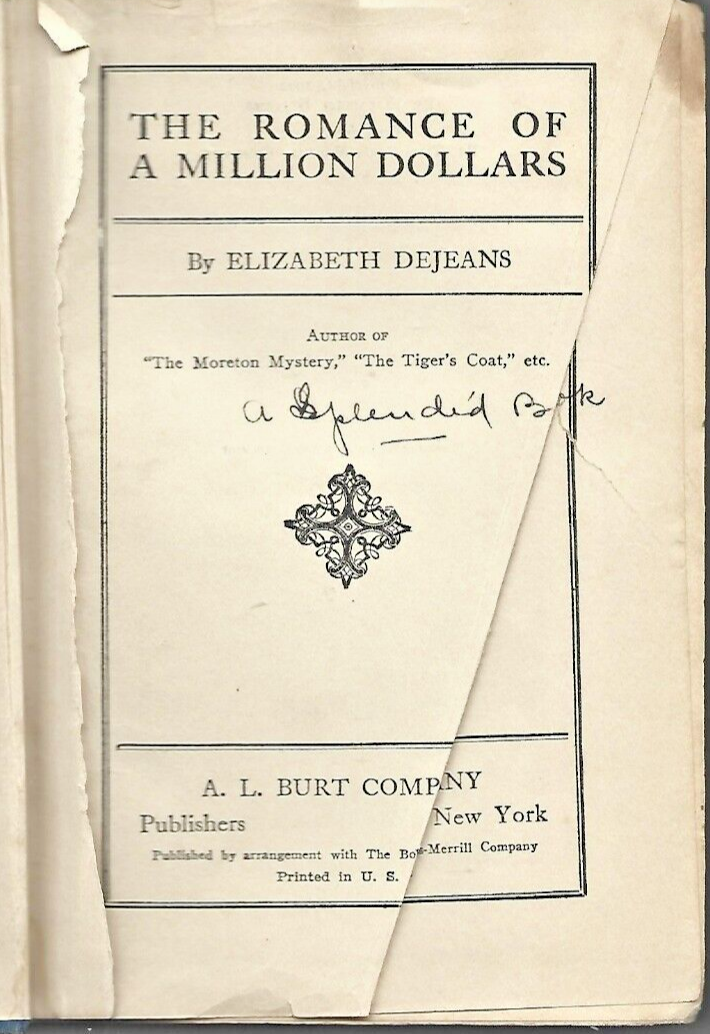 THE ROMANCE OF
A MILLION DOLLARS
By ELIZABETH DEJEANS
AUTHOR OF
"The Moreton Mystery," "The Tiger's Coat," etc.
A Splendid Book
A. L. BURT COMPANY
Publishers New York
Published by arrangement with The Bobbs-Merrill Company
Printed in U. S.